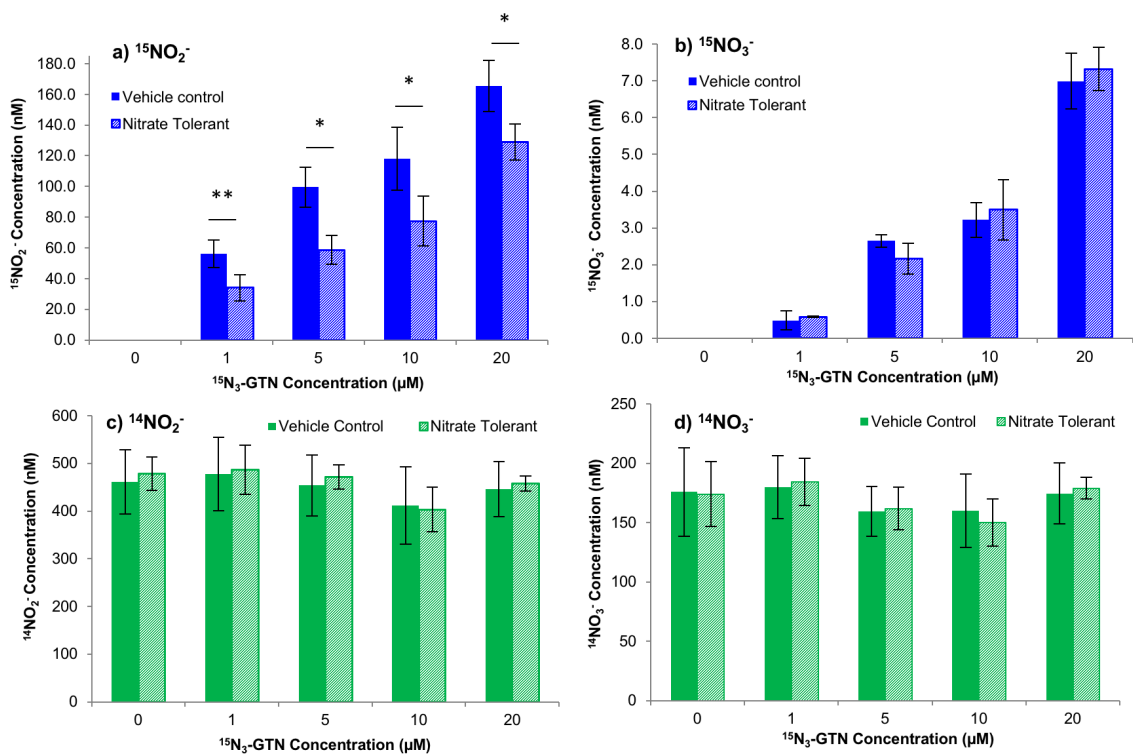 a) ¹⁵NO₂⁻
Vehicle control
Nitrate Tolerant
**
*
*
*
¹⁵NO₂⁻ Concentration (nM)
180.0
160.0
140.0
120.0
100.0
80.0
60.0
40.0
20.0
0.0
0 1 5 10 20
¹⁵N₃-GTN Concentration (µM)
b) ¹⁵NO₃⁻
Vehicle control
Nitrate Tolerant
¹⁵NO₃⁻ Concentration (nM)
8.0
7.0
6.0
5.0
4.0
3.0
2.0
1.0
0.0
0 1 5 10 20
¹⁵N₃-GTN Concentration (µM)
c) ¹⁴NO₂⁻
Vehicle Control Nitrate Tolerant
¹⁴NO₂⁻ Concentration (nM)
600
500
400
300
200
100
0
0 1 5 10 20
¹⁵N₃-GTN Concentration (µM)
d) ¹⁴NO₃⁻
Vehicle Control Nitrate Tolerant
¹⁴NO₃⁻ Concentration (nM)
250
200
150
100
50
0
0 1 5 10 20
¹⁵N₃-GTN Concentration (µM)